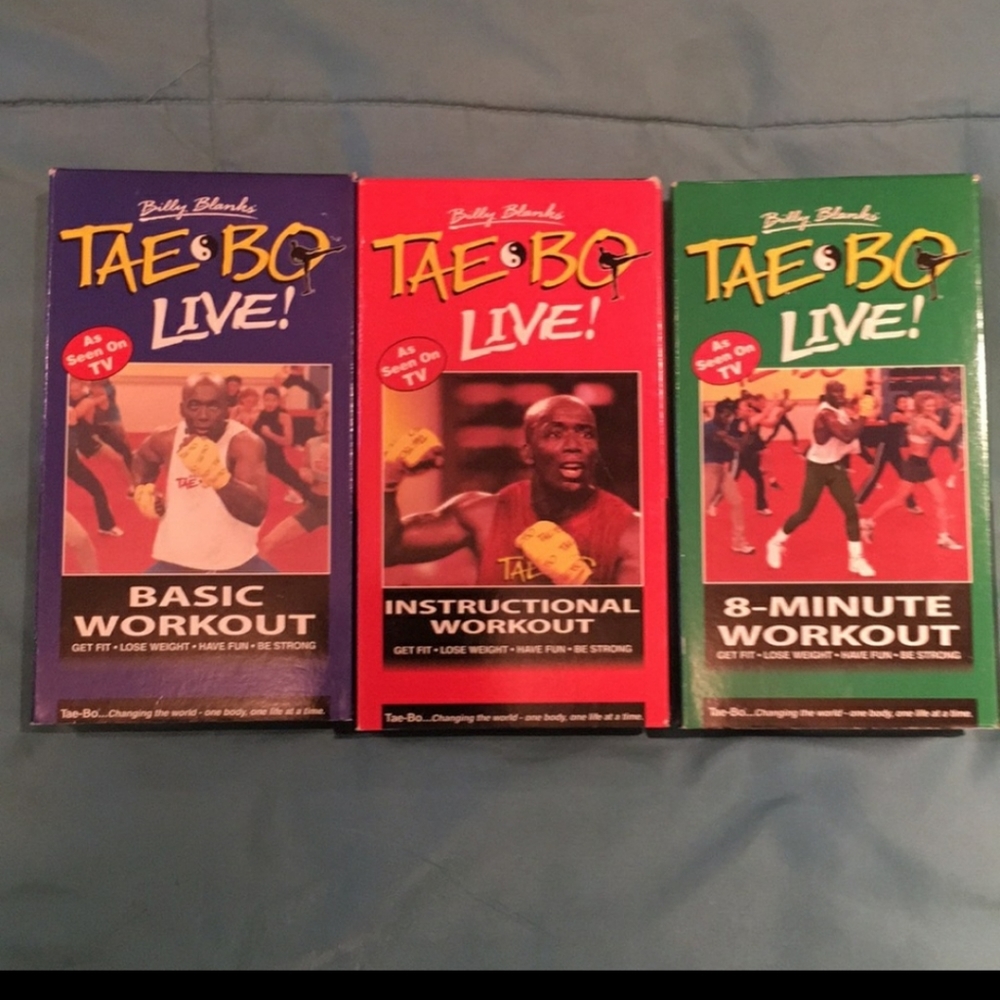 Billy Blanks'
TAE BO™
LIVE!
As
Seen On
TV
TAE
BASIC
WORKOUT
GET FIT • LOSE WEIGHT • HAVE FUN • BE STRONG
Tae-Bo...Changing the world - one body, one life at a time.
Billy Blanks'
TAE BO
LIVE!
As
Seen On
TV
TAE
INSTRUCTIONAL
WORKOUT
GET FIT • LOSE WEIGHT • HAVE FUN • BE STRONG
Tae-Bo...Changing the world - one body, one life at a time.
Billy Blanks'
TAE BO
LIVE!
As
Seen On
TV
8-MINUTE
WORKOUT
GET FIT • LOSE WEIGHT • HAVE FUN • BE STRONG
Tae-Bo...Changing the world - one body, one life at a time.